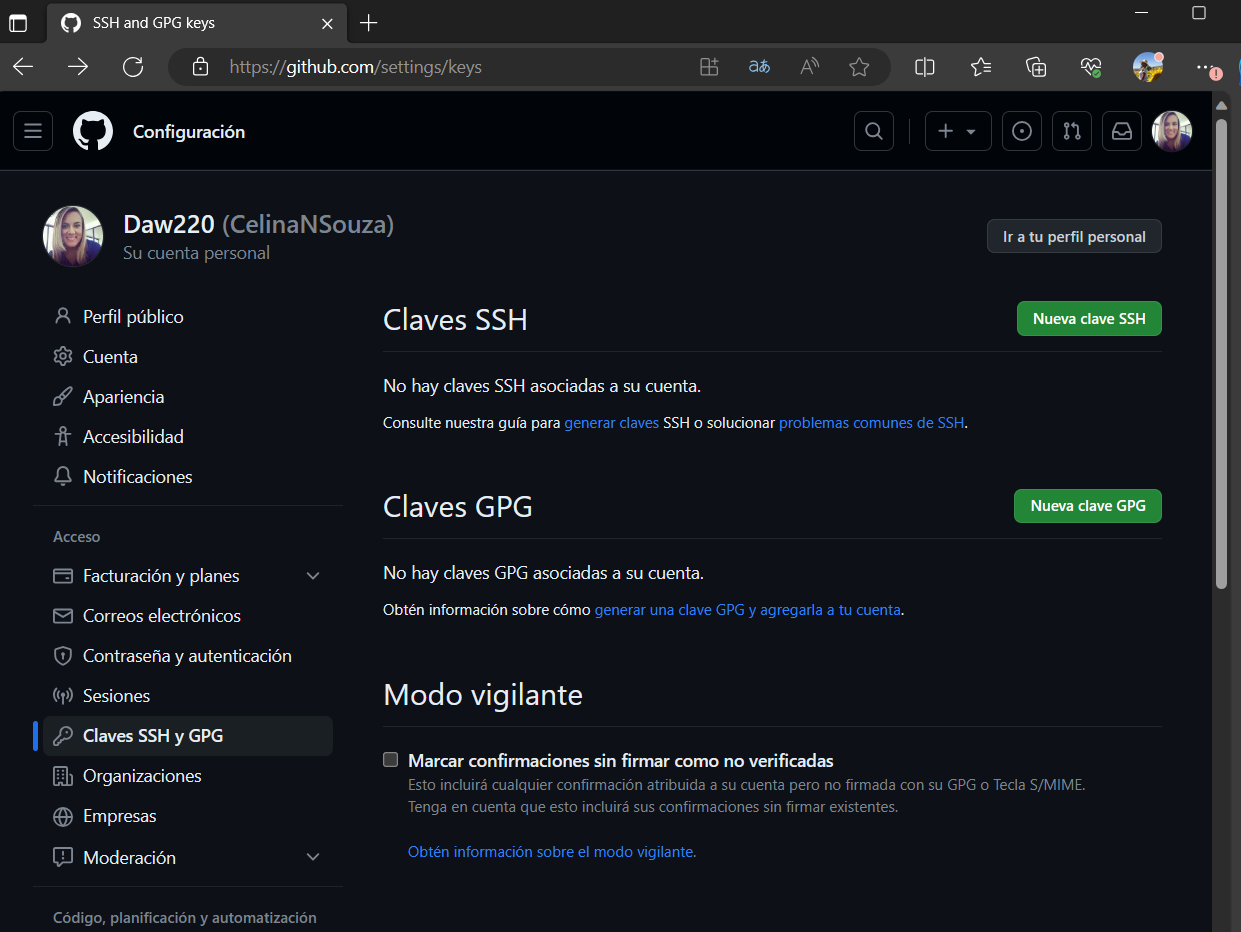 SSH and GPG keys
https://github.com/settings/keys
aあ
A
Configuración
Daw220 (CelinaNSouza)
Su cuenta personal
Ir a tu perfil personal
Perfil público
Cuenta
Apariencia
Accesibilidad
Notificaciones
Acceso
Facturación y planes
Correos electrónicos
Contraseña y autenticación
Sesiones
Claves SSH y GPG
Organizaciones
Empresas
Moderación
Código, planificación y automatización
Claves SSH
Nueva clave SSH
No hay claves SSH asociadas a su cuenta.
Consulte nuestra guía para generar claves SSH o solucionar problemas comunes de SSH.
Claves GPG
Nueva clave GPG
No hay claves GPG asociadas a su cuenta.
Obtén información sobre cómo generar una clave GPG y agregarla a tu cuenta.
Modo vigilante
Marcar confirmaciones sin firmar como no verificadas
Esto incluirá cualquier confirmación atribuida a su cuenta pero no firmada con su GPG o Tecla S/MIME.
Tenga en cuenta que esto incluirá sus confirmaciones sin firmar existentes.
Obtén información sobre el modo vigilante.